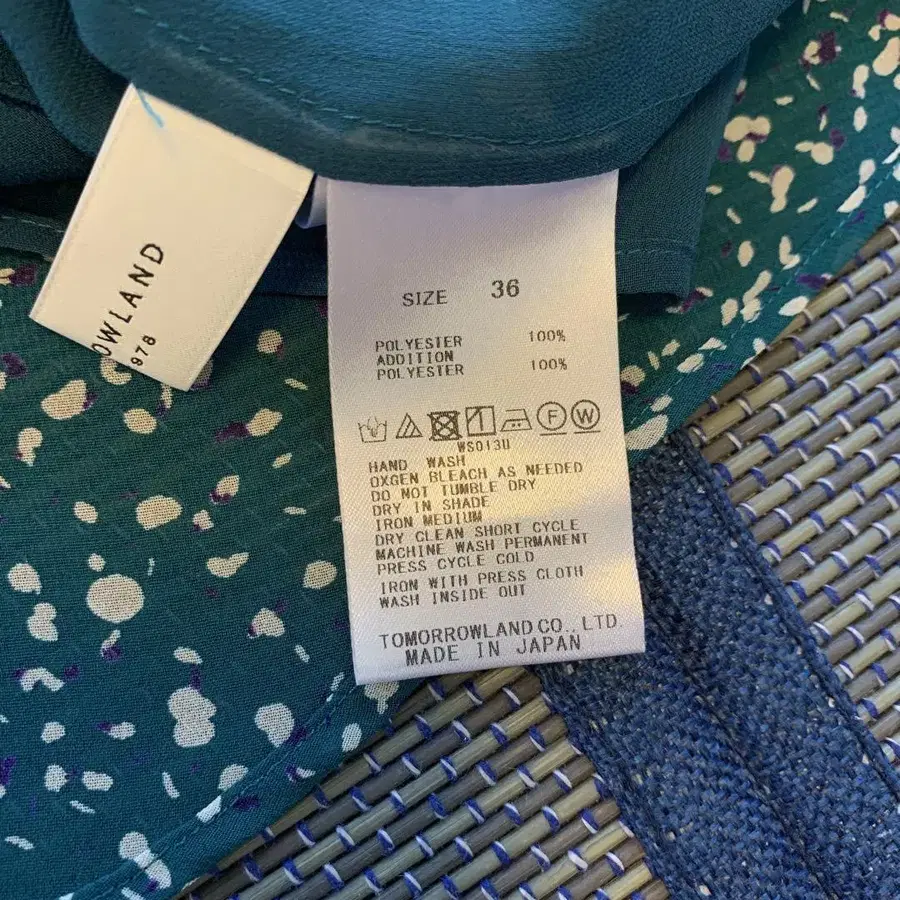 OWLAND
978
SIZE 36
POLYESTER 100%
ADDITION
POLYESTER 100%
F W
WS013U
HAND WASH
OXGEN BLEACH AS NEEDED
DO NOT TUMBLE DRY
DRY IN SHADE
IRON MEDIUM
DRY CLEAN SHORT CYCLE
MACHINE WASH PERMANENT
PRESS CYCLE COLD
IRON WITH PRESS CLOTH
WASH INSIDE OUT
TOMORROWLAND CO., LTD.
MADE IN JAPAN